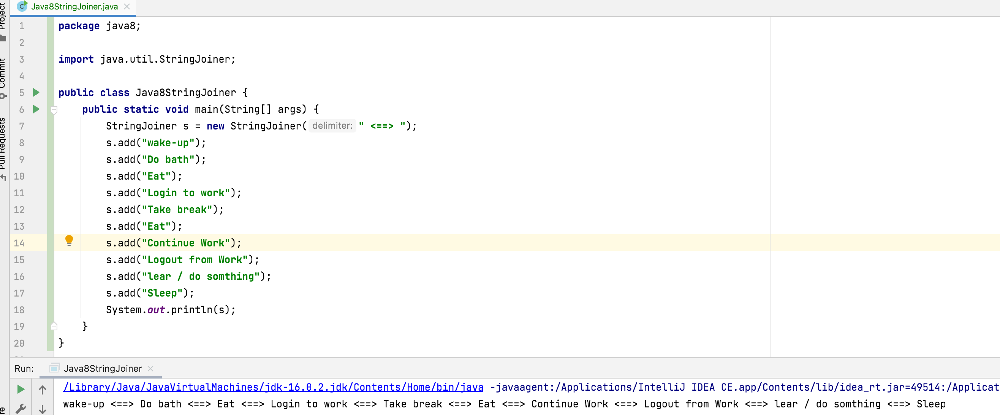 Java8StringJoiner.java
Project
Commit
Pull Requests
1 package java8;
2
3 import java.util.StringJoiner;
4
5 public class Java8StringJoiner {
6 public static void main(String[] args) {
7 StringJoiner s = new StringJoiner( delimiter: " <==> ");
8 s.add("wake-up");
9 s.add("Do bath");
10 s.add("Eat");
11 s.add("Login to work");
12 s.add("Take break");
13 s.add("Eat");
14 s.add("Continue Work");
15 s.add("Logout from Work");
16 s.add("lear / do somthing");
17 s.add("Sleep");
18 System.out.println(s);
19 }
20 }
Run: Java8StringJoiner
/Library/Java/JavaVirtualMachines/jdk-16.0.2.jdk/Contents/Home/bin/java -javaagent:/Applications/IntelliJ IDEA CE.app/Contents/lib/idea_rt.jar=49514:/Applicat
wake-up <==> Do bath <==> Eat <==> Login to work <==> Take break <==> Eat <==> Continue Work <==> Logout from Work <==> lear / do somthing <==> Sleep